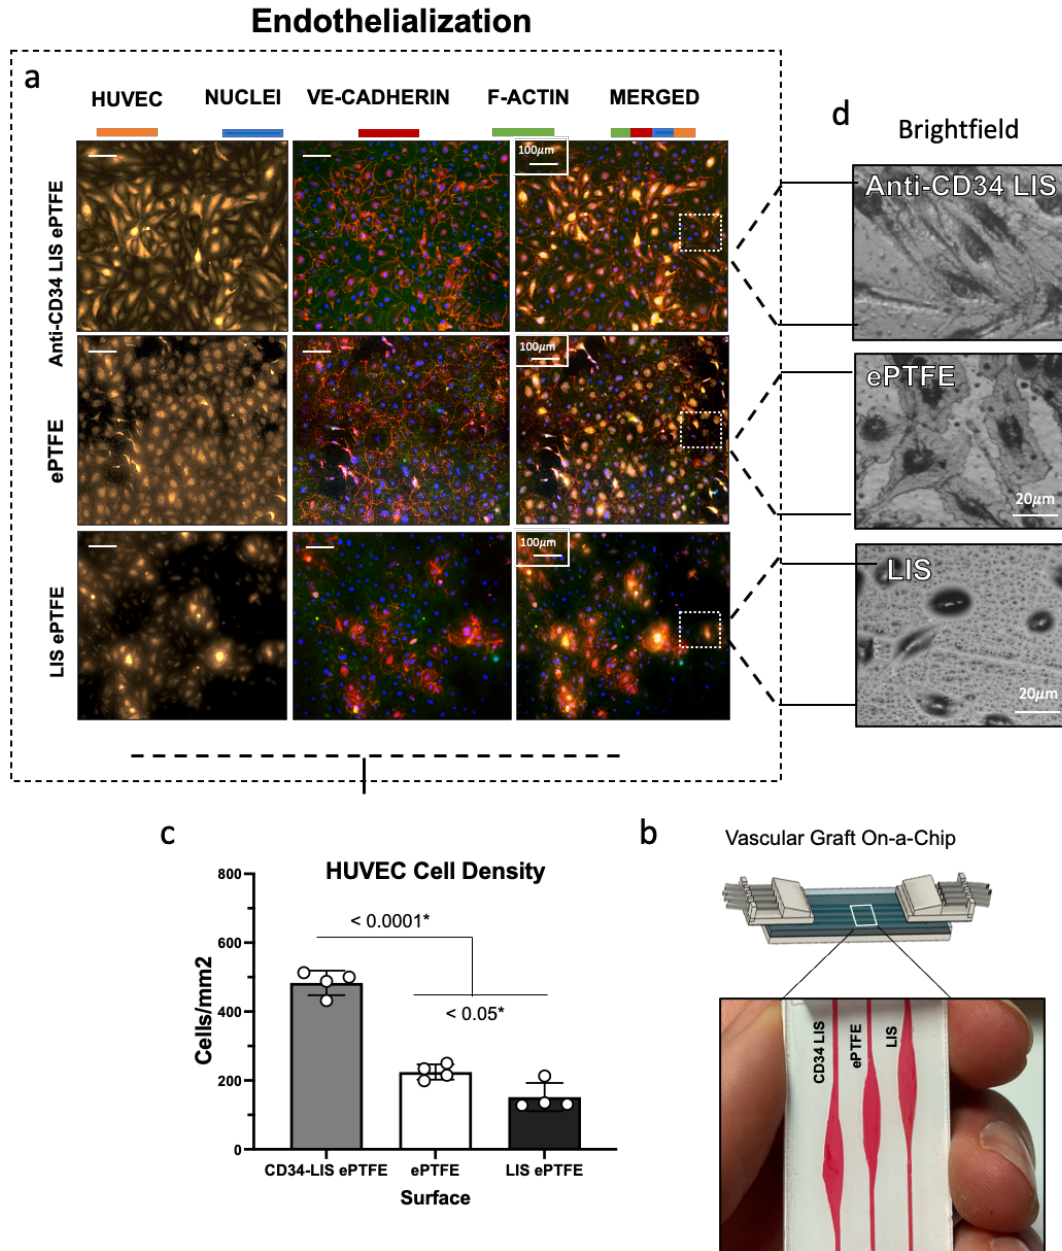 Endothelialization
a
HUVEC
NUCLEI
VE-CADHERIN
F-ACTIN
MERGED
Anti-CD34 LIS ePTFE
100μm
ePTFE
100μm
LIS ePTFE
100μm
d
Brightfield
Anti-CD34 LIS
ePTFE
20μm
LIS
20μm
c
HUVEC Cell Density
800
600
400
200
0
Cells/mm2
< 0.0001*
< 0.05*
CD34-LIS ePTFE
ePTFE
LIS ePTFE
Surface
b
Vascular Graft On-a-Chip
CD34 LIS
ePTFE
LIS